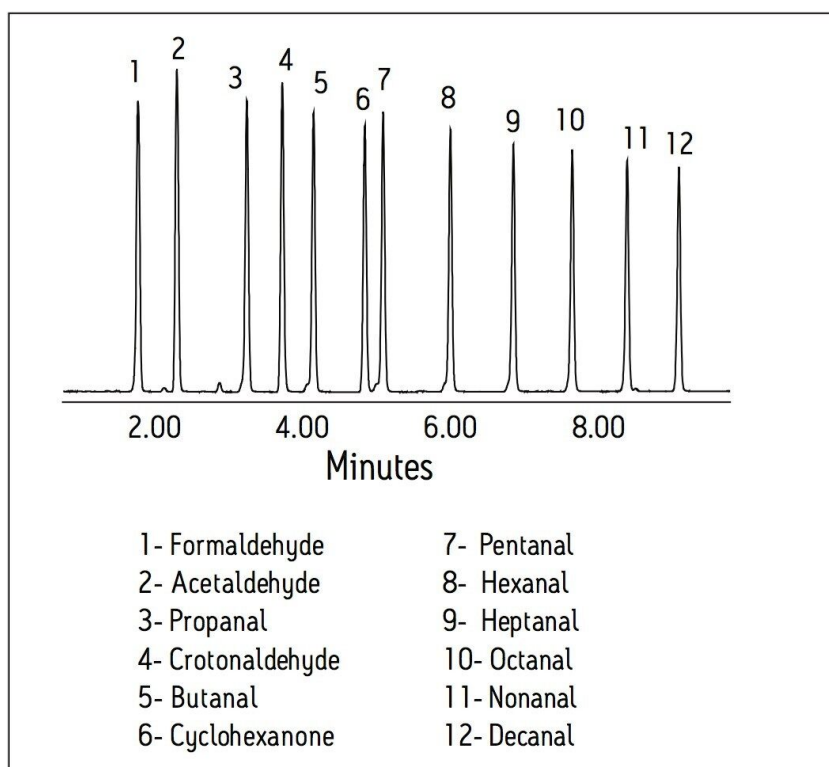 1 2 3 4 5 6 7 8 9 10 11 12
2.00 4.00 6.00 8.00
Minutes
1- Formaldehyde
2- Acetaldehyde
3- Propanal
4- Crotonaldehyde
5- Butanal
6- Cyclohexanone
7- Pentanal
8- Hexanal
9- Heptanal
10- Octanal
11- Nonanal
12- Decanal